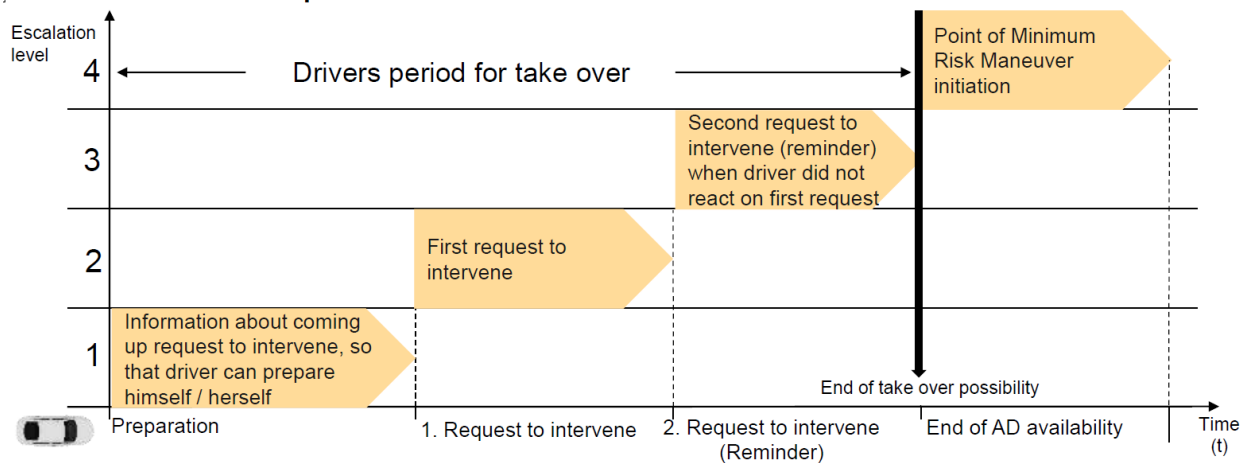 Escalation
level
4
Drivers period for take over
Point of Minimum
Risk Maneuver
initiation
3
Second request to
intervene (reminder)
when driver did not
react on first request
2
First request to
intervene
1
Information about coming
up request to intervene, so
that driver can prepare
himself / herself
End of take over possibility
Preparation
1. Request to intervene
2. Request to intervene
(Reminder)
End of AD availability
Time
(t)